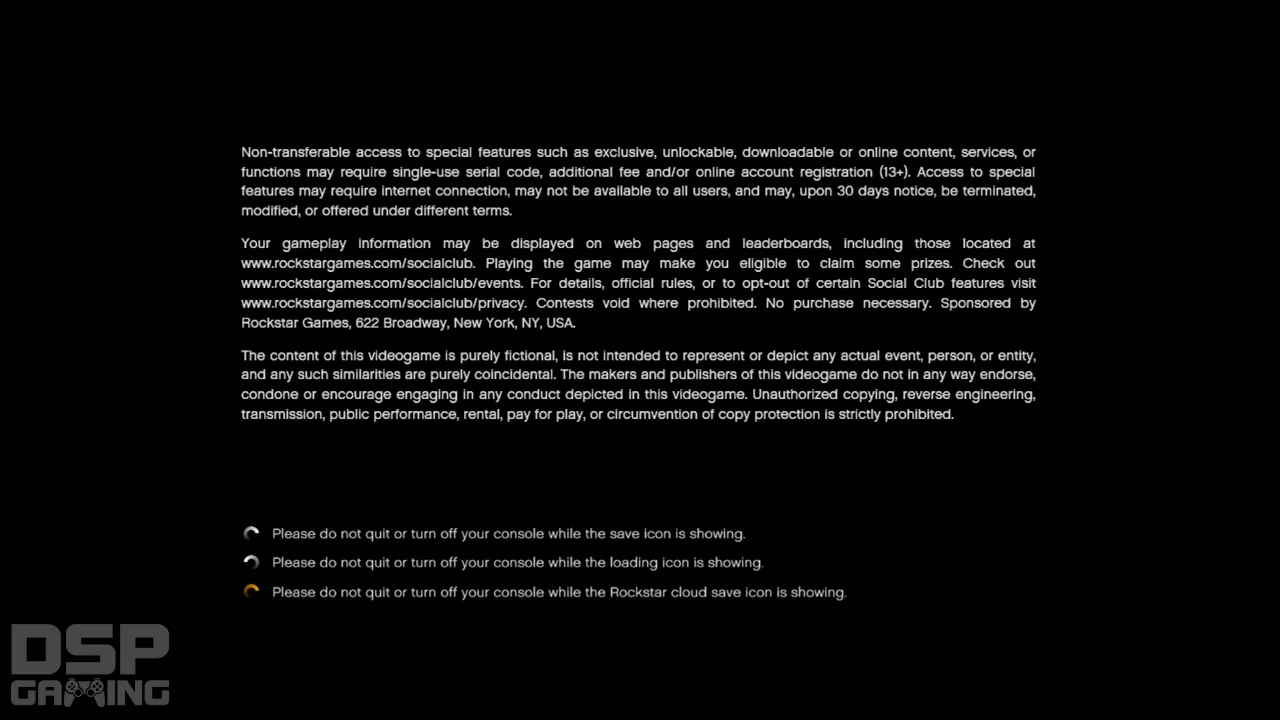 Non-transferable access to special features such as exclusive, unlockable, downloadable or online content, services, or
functions may require single-use serial code, additional fee and/or online account registration (13+). Access to special
features may require internet connection, may not be available to all users, and may, upon 30 days notice, be terminated,
modified, or offered under different terms.
Your gameplay information may be displayed on web pages and leaderboards, including those located at
www.rockstargames.com/socialclub. Playing the game may make you eligible to claim some prizes. Check out
www.rockstargames.com/socialclub/events. For details, official rules, or to opt-out of certain Social Club features visit
www.rockstargames.com/socialclub/privacy. Contests void where prohibited. No purchase necessary. Sponsored by
Rockstar Games, 622 Broadway, New York, NY, USA.
The content of this videogame is purely fictional, is not intended to represent or depict any actual event, person, or entity,
and any such similarities are purely coincidental. The makers and publishers of this videogame do not in any way endorse,
condone or encourage engaging in any conduct depicted in this videogame. Unauthorized copying, reverse engineering,
transmission, public performance, rental, pay for play, or circumvention of copy protection is strictly prohibited.
Please do not quit or turn off your console while the save icon is showing.
Please do not quit or turn off your console while the loading icon is showing.
Please do not quit or turn off your console while the Rockstar cloud save icon is showing.
DSP
GAMING